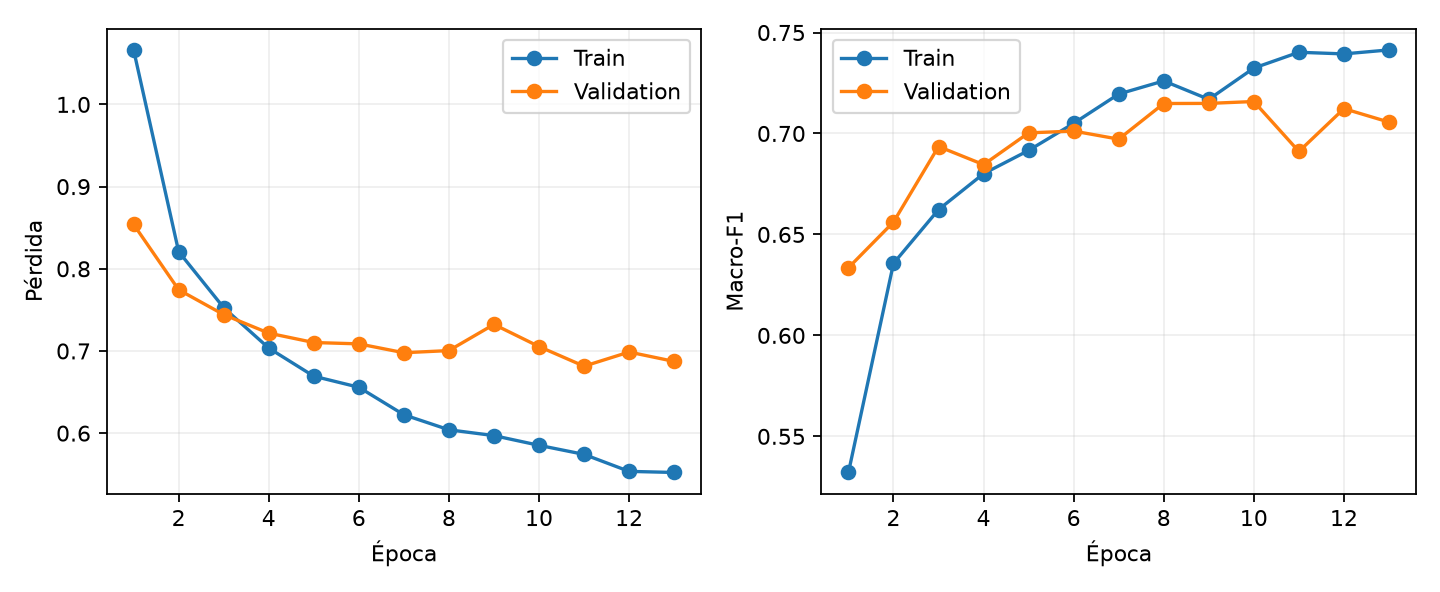 Pérdida
1.0
0.9
0.8
0.7
0.6
2 4 6 8 10 12
Época
Train
Validation
Macro-F1
0.75
0.70
0.65
0.60
0.55
2 4 6 8 10 12
Época
Train
Validation